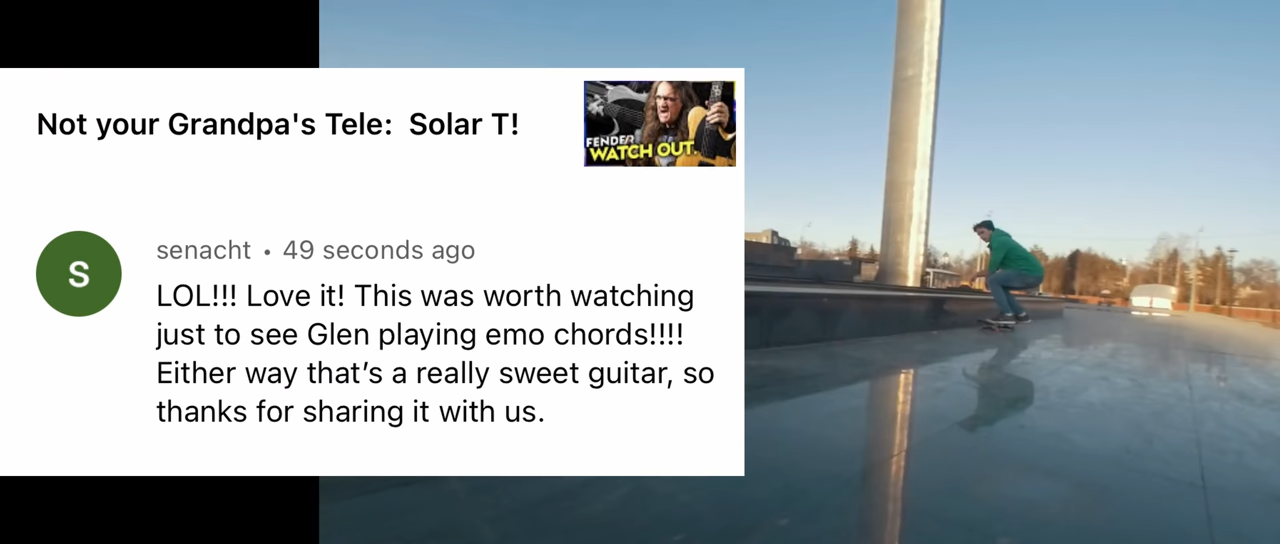 Not your Grandpa's Tele:  Solar T!
FENDER
WATCH OUT.
S
senacht • 49 seconds ago
LOL!!! Love it! This was worth watching
just to see Glen playing emo chords!!!!
Either way that’s a really sweet guitar, so
thanks for sharing it with us.